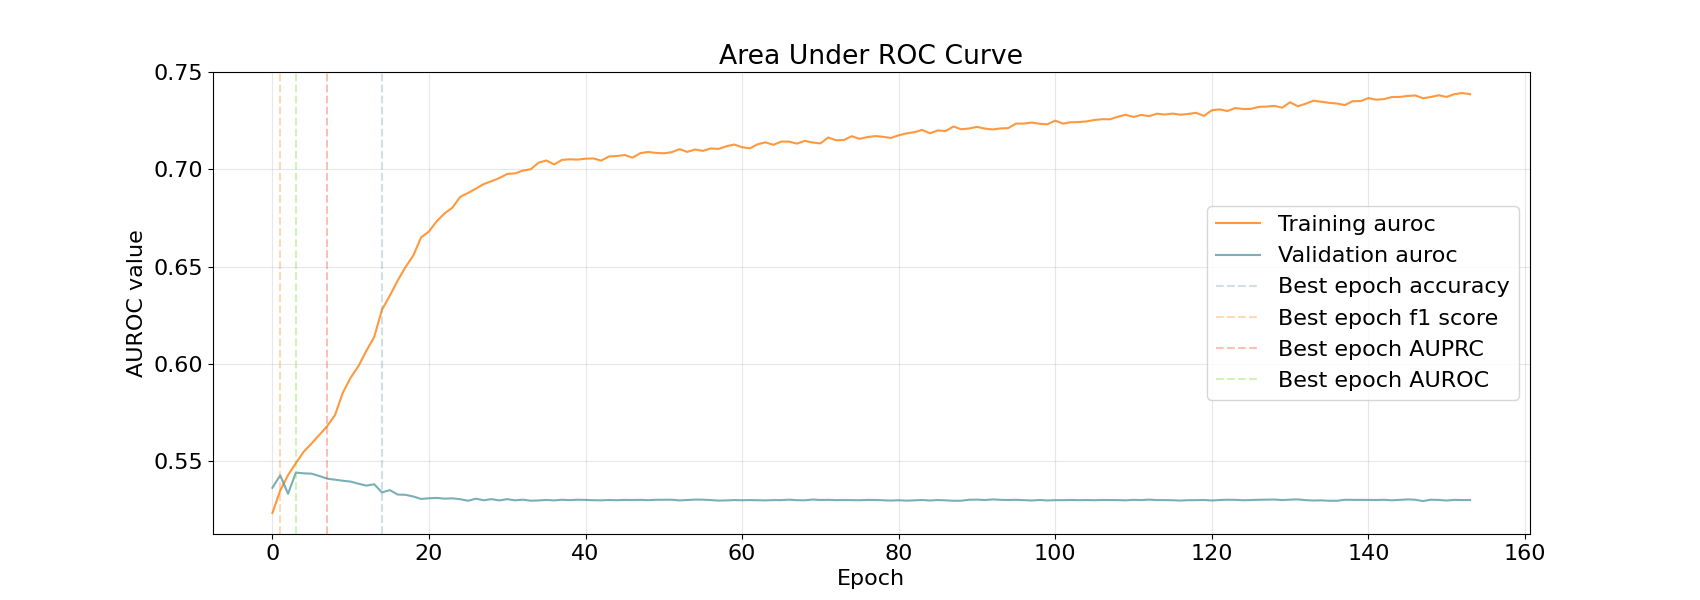 Area Under ROC Curve
AUROC value
0.75
0.70
0.65
0.60
0.55
Training auroc
Validation auroc
Best epoch accuracy
Best epoch f1 score
Best epoch AUPRC
Best epoch AUROC
0 20 40 60 80 100 120 140 160
Epoch